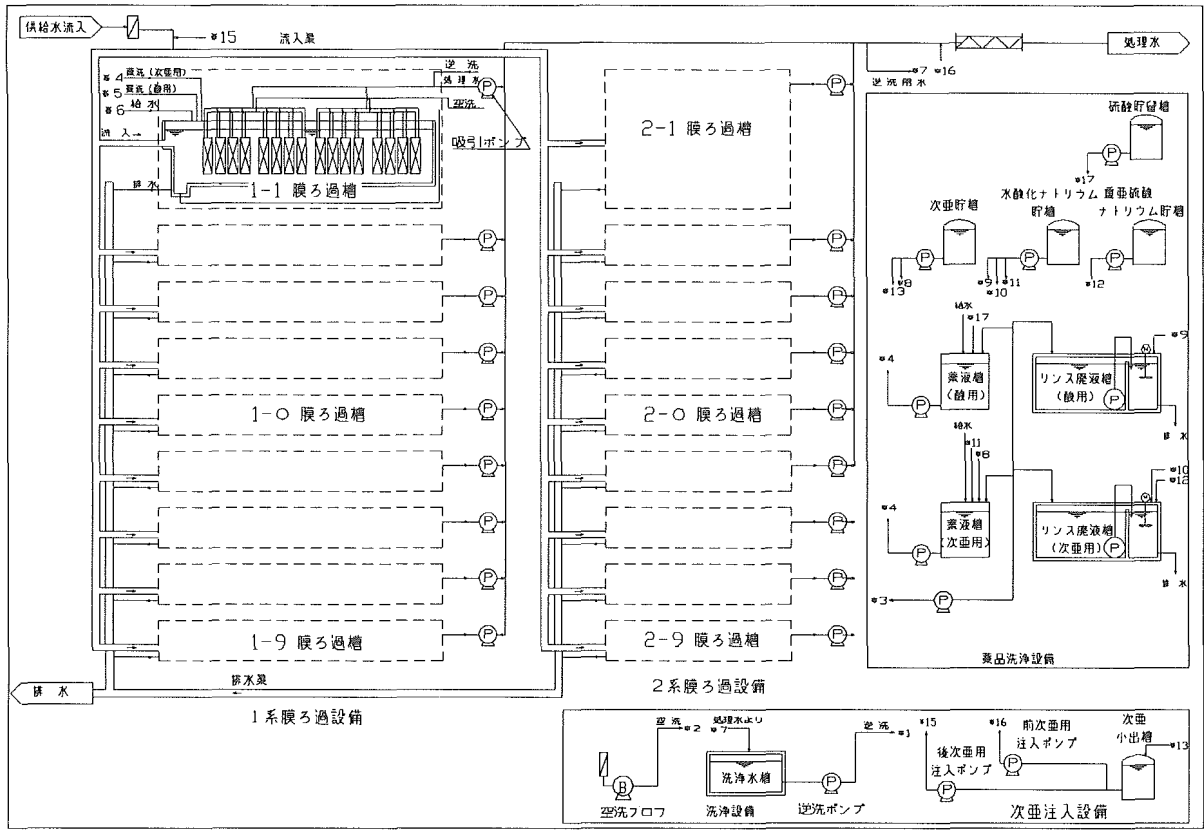 供給水流入
*15
流入渠
*4 薬洗(次亜用)
*5 薬洗(酸用)
*6 給水
流入→
排水
逆洗
処理水
空洗
P
吸引ポンプ
1-1 膜ろ過槽
P
P
P
1-0 膜ろ過槽
P
P
P
P
1-9 膜ろ過槽
P
排水
排水渠
1系膜ろ過設備
2-1 膜ろ過槽
P
P
P
P
2-0 膜ろ過槽
P
P
P
P
2-9 膜ろ過槽
P
2系膜ろ過設備
処理水
*7
*16
逆洗用水
硫酸貯留槽
P
*17
次亜貯槽
P
*13
*8
水酸化ナトリウム
貯槽
P
*9
*10
*11
重亜硫酸
ナトリウム貯槽
P
*12
給水
*17
*4
P
薬液槽
(酸用)
リンス廃液槽
(酸用)
P
M
*9
排水
給水
*11
*8
*4
P
薬液槽
(次亜用)
リンス廃液槽
(次亜用)
P
M
*10
*12
排水
*3
P
薬品洗浄設備
空洗
*2
B
空洗ブロワ
処理水より
*7
洗浄水槽
洗浄設備
逆洗
*1
P
逆洗ポンプ
*15
後次亜用
注入ポンプ
P
*16
前次亜用
注入ポンプ
P
次亜
小出槽
*13
次亜注入設備